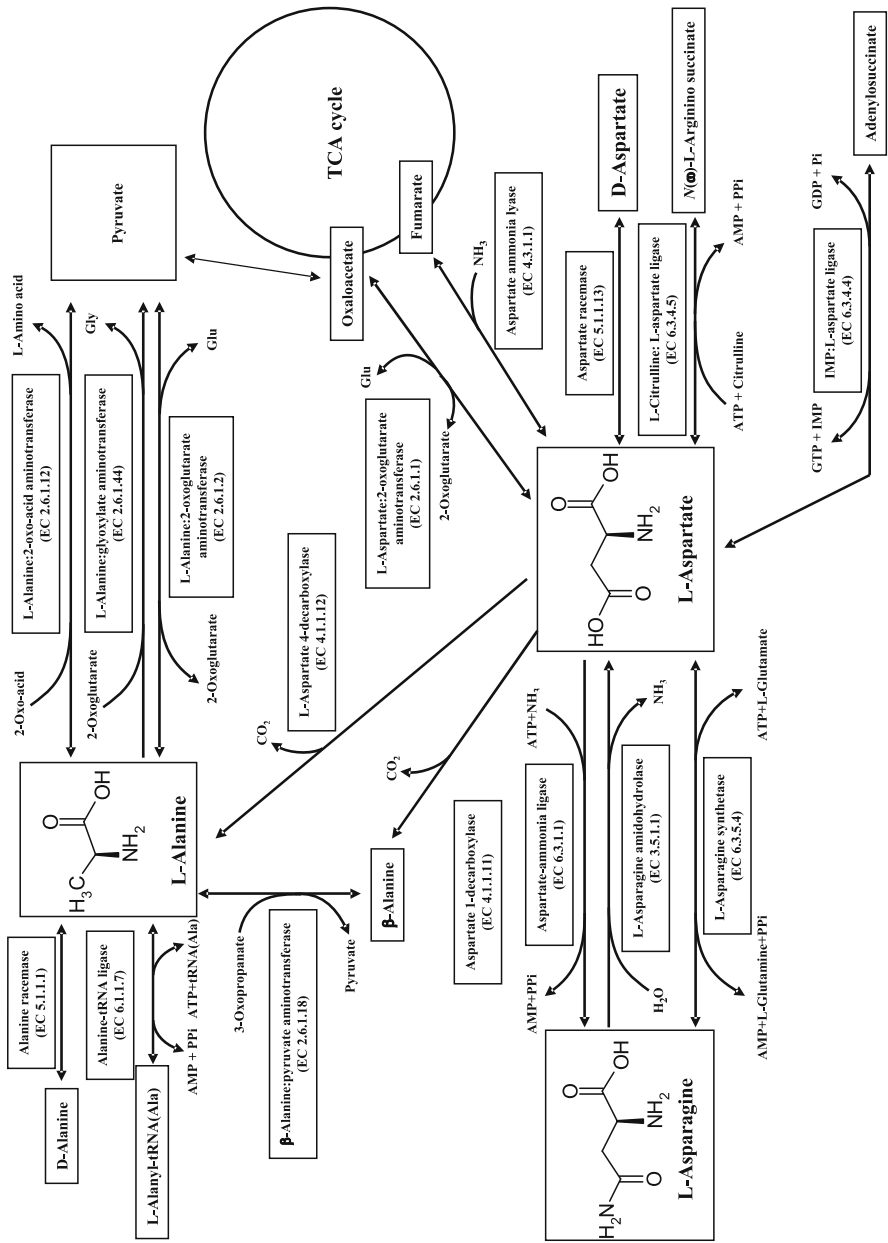 D-Alanine
Alanine racemase
(EC 5.1.1.1)
L-Alanyl-tRNA(Ala)
Alanine-tRNA ligase
(EC 6.1.1.7)
AMP + PPi
ATP+tRNA(Ala)
H3C
O
OH
NH2
L-Alanine
2-Oxo-acid
L-Alanine:2-oxo-acid aminotransferase
(EC 2.6.1.12)
L-Amino acid
2-Oxoglutarate
L-Alanine:glyoxylate aminotransferase
(EC 2.6.1.44)
Gly
2-Oxoglutarate
L-Alanine:2-oxoglutarate
aminotransferase
(EC 2.6.1.2)
Glu
Pyruvate
3-Oxopropanate
β-Alanine:pyruvate aminotransferase
(EC 2.6.1.18)
Pyruvate
β-Alanine
CO2
L-Aspartate 4-decarboxylase
(EC 4.1.1.12)
CO2
Aspartate 1-decarboxylase
(EC 4.1.1.11)
Glu
L-Aspartate:2-oxoglutarate
aminotransferase
(EC 2.6.1.1)
2-Oxoglutarate
Oxaloacetate
Fumarate
TCA cycle
NH3
Aspartate ammonia lyase
(EC 4.3.1.1)
AMP+PPi
Aspartate-ammonia ligase
(EC 6.3.1.1)
ATP+NH3
H2O
L-Asparagine amidohydrolase
(EC 3.5.1.1)
NH3
L-Asparagine synthetase
(EC 6.3.5.4)
AMP+L-Glutamine+PPi
ATP+L-Glutamate
H2N
O
O
OH
NH2
L-Asparagine
HO
O
O
OH
NH2
L-Aspartate
Aspartate racemase
(EC 5.1.1.13)
D-Aspartate
L-Citrulline: L-aspartate ligase
(EC 6.3.4.5)
N(ω)-L-Arginino succinate
ATP + Citrulline
AMP + PPi
GTP + IMP
IMP:L-aspartate ligase
(EC 6.3.4.4)
GDP + Pi
Adenylosuccinate